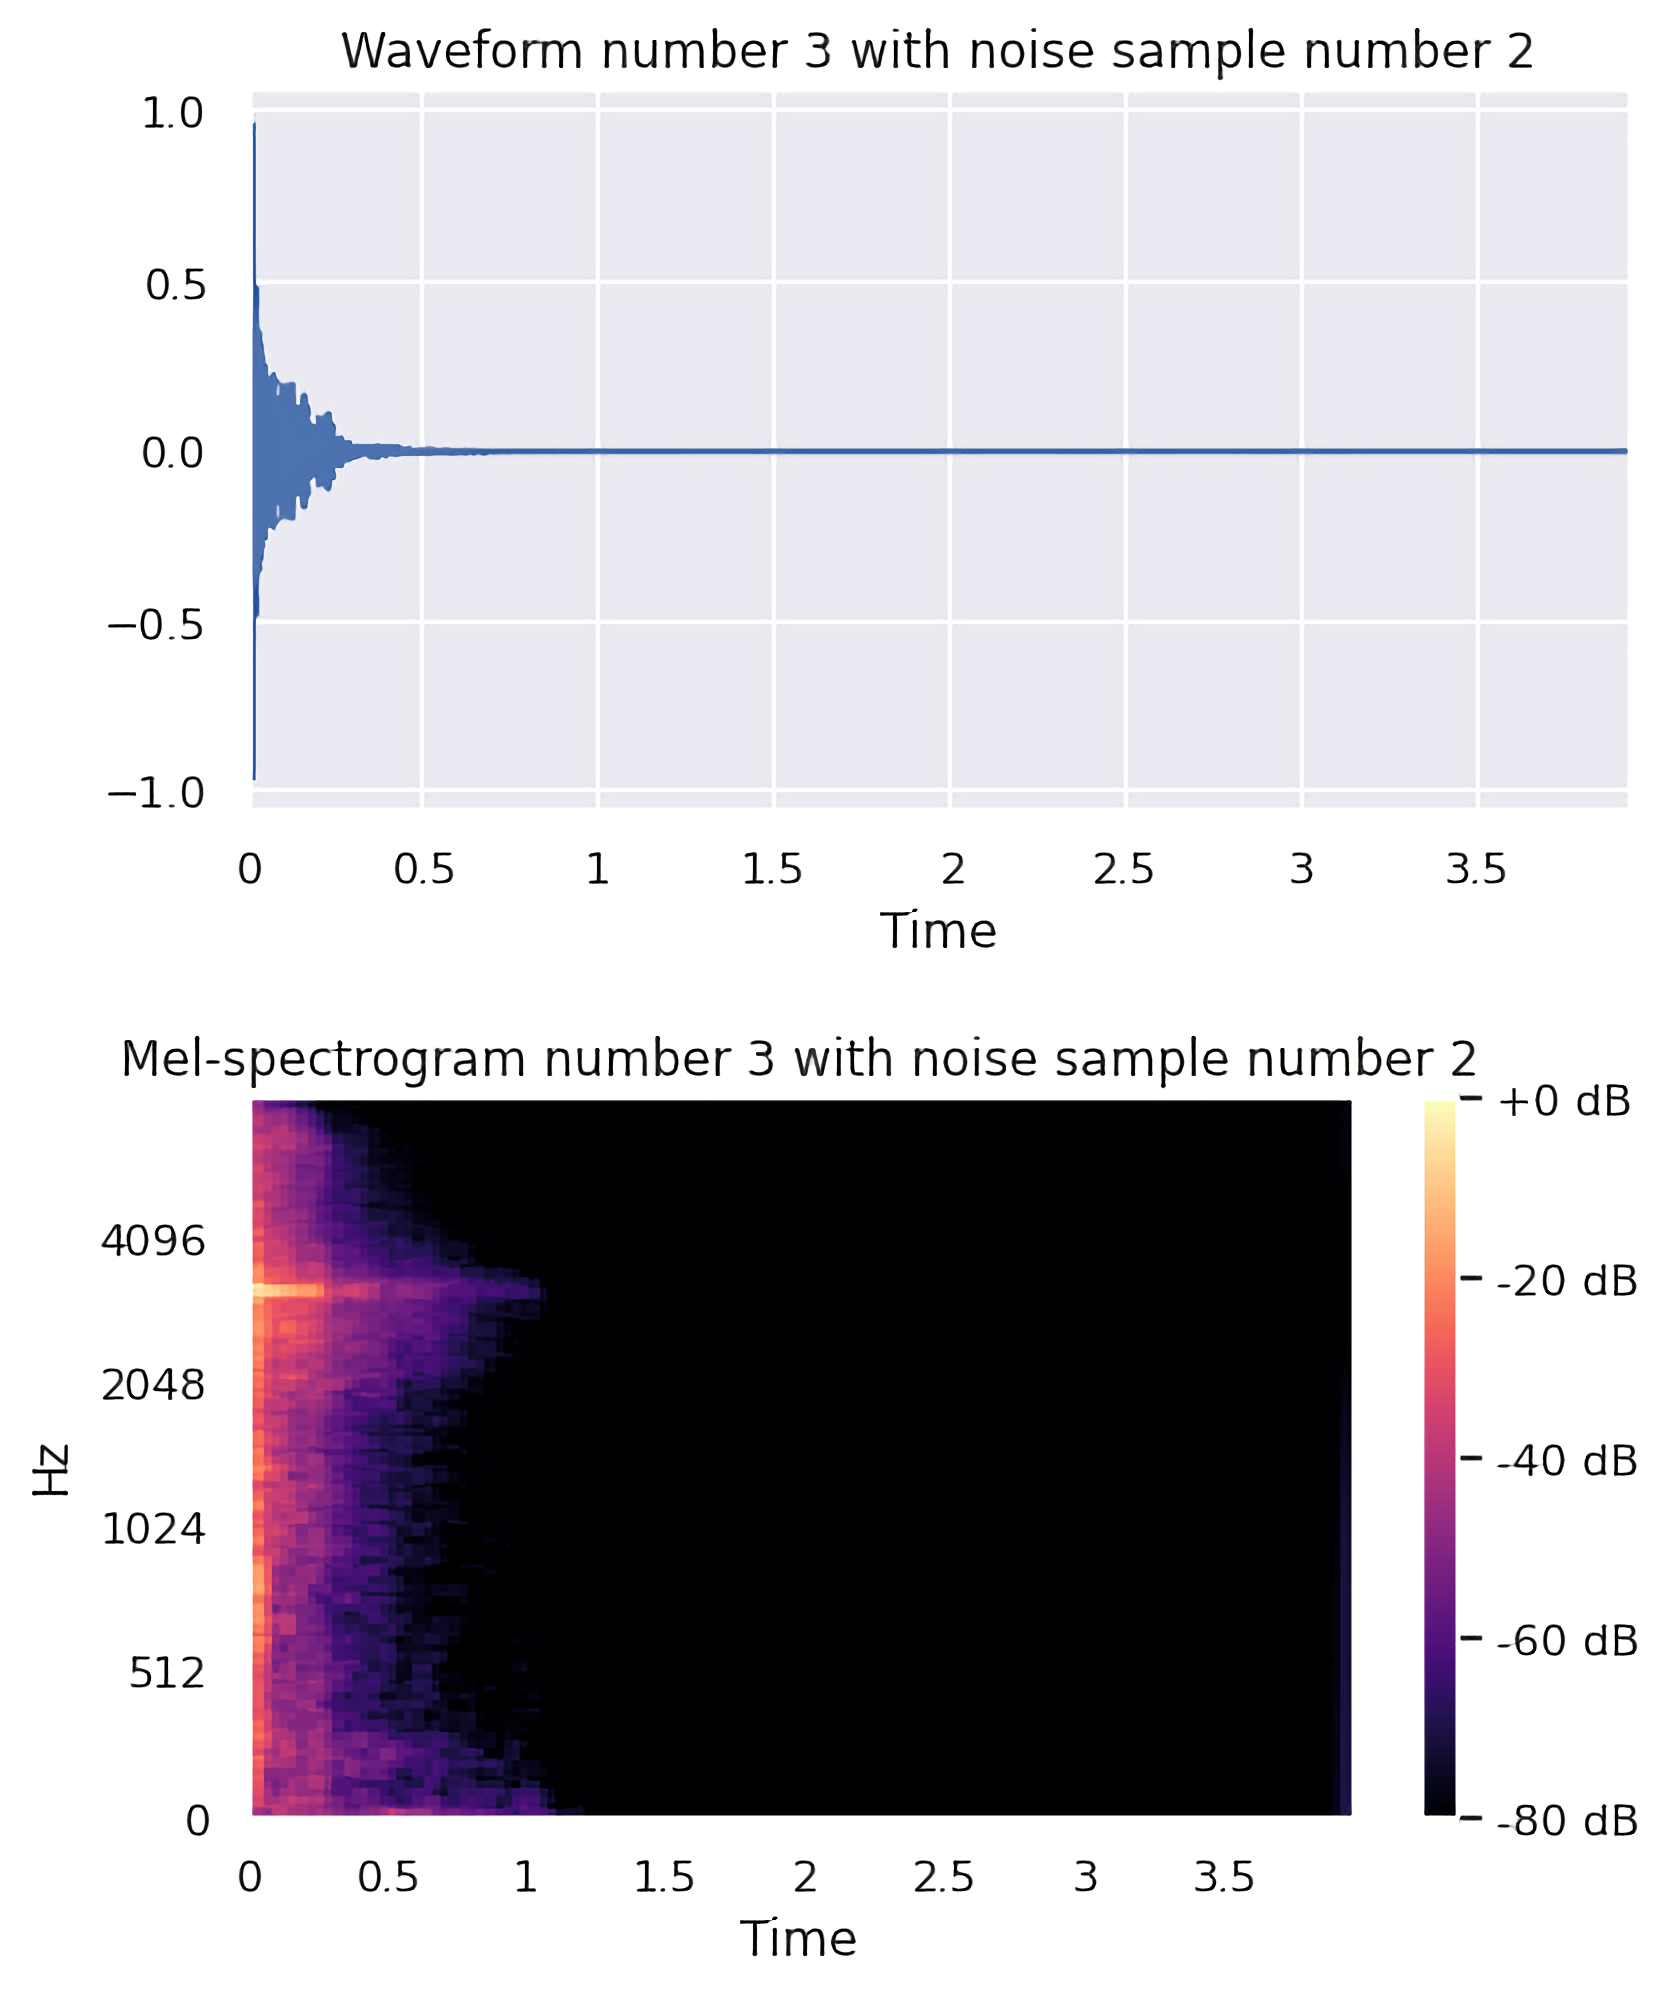 Waveform number 3 with noise sample number 2
1.0
0.5
0.0
−0.5
−1.0
0 0.5 1 1.5 2 2.5 3 3.5
Time
Mel-spectrogram number 3 with noise sample number 2
+0 dB
4096
-20 dB
2048
-40 dB
Hz
1024
-60 dB
512
0
-80 dB
0 0.5 1 1.5 2 2.5 3 3.5
Time